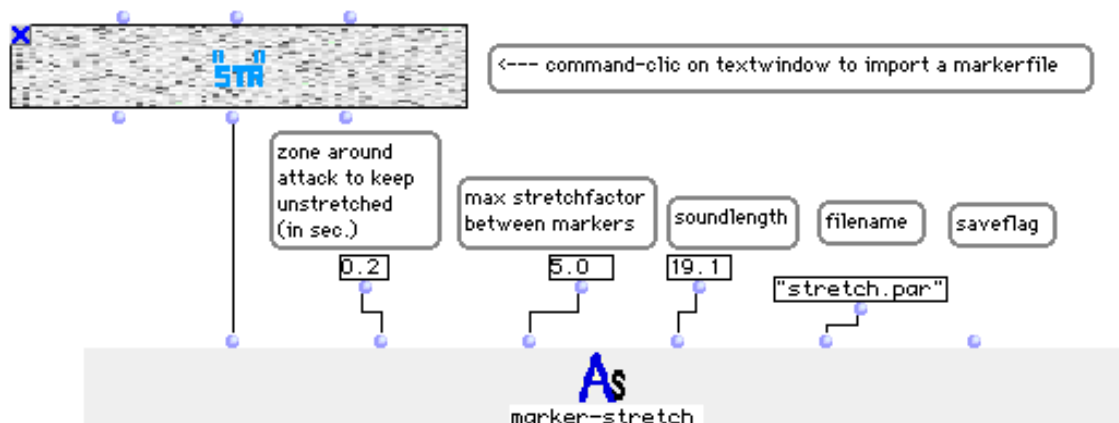 " "
STR
<--- command-clic on textwindow to import a markerfile
zone around
attack to keep
unstretched
(in sec.)
max stretchfactor
between markers
soundlength
filename
saveflag
0.2
5.0
19.1
"stretch.par"
As
marker-stretch